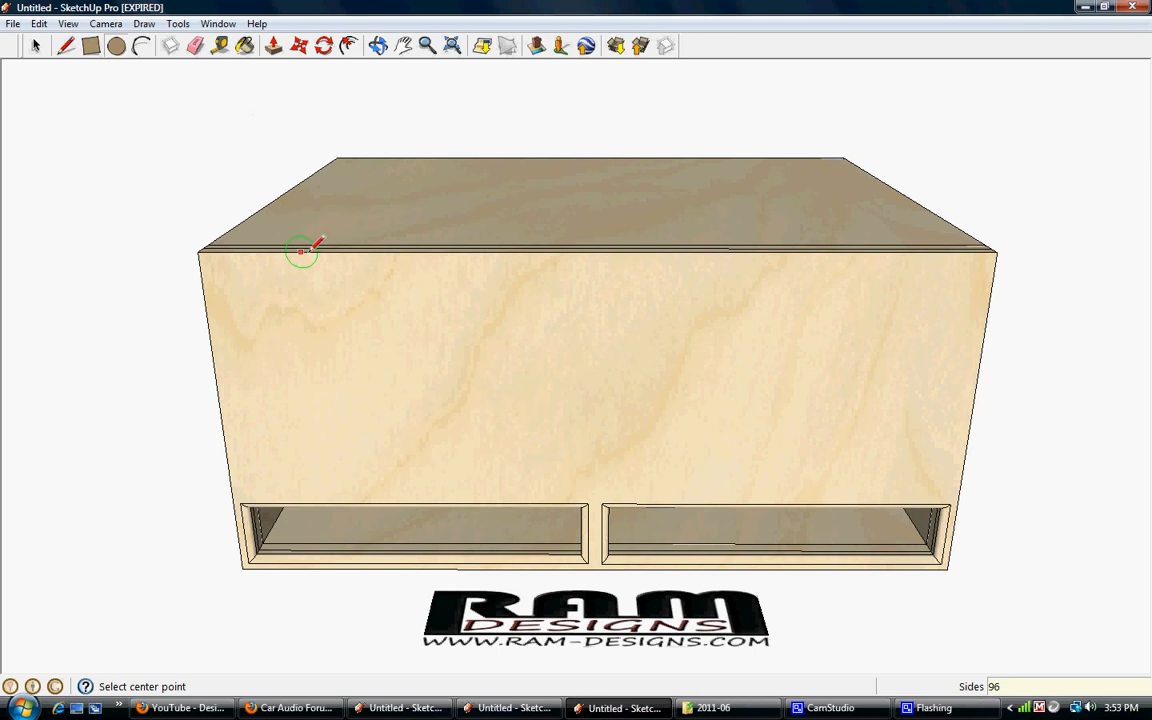 Untitled - SketchUp Pro [EXPIRED]
File Edit View Camera Draw Tools Window Help
RAM
DESIGNS
WWW.RAM-DESIGNS.COM
Select center point
Sides 96
YouTube - Desi... Car Audio Foru... Untitled - Sketc... Untitled - Sketc... Untitled - Sketc... 2011-06 CamStudio Flashing 3:53 PM